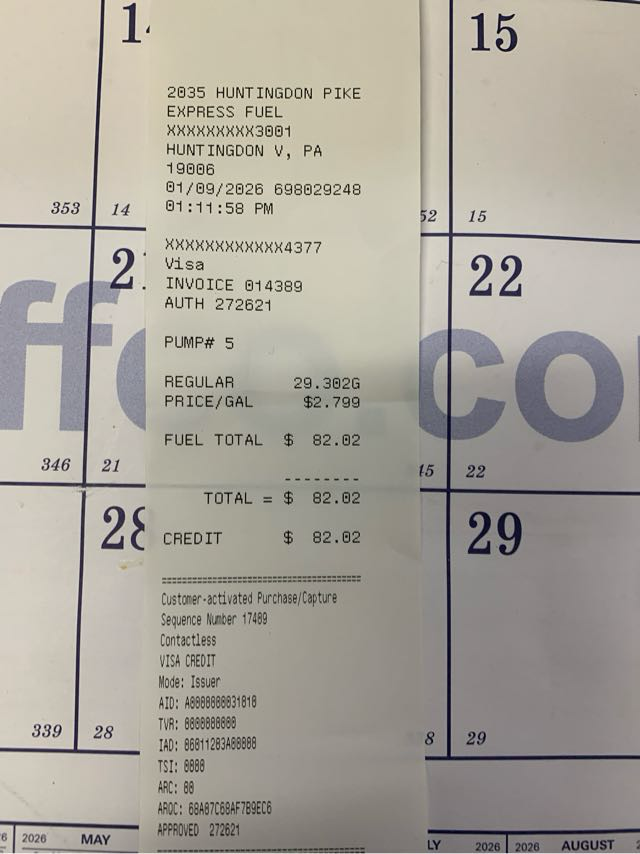 15
353
14
52
15
2035 HUNTINGDON PIKE
EXPRESS FUEL
XXXXXXXXX3001
HUNTINGDON V, PA
19006
01/09/2026 698029248
01:11:58 PM
XXXXXXXXXXXX4377
Visa
INVOICE 014389
AUTH 272621
PUMP# 5
REGULAR 29.302G
PRICE/GAL $2.799
FUEL TOTAL $ 82.02
--------
TOTAL = $ 82.02
CREDIT $ 82.02
=====================================
Customer-activated Purchase/Capture
Sequence Number 17489
Contactless
VISA CREDIT
Mode: Issuer
AID: A0000000031010
TVR: 0000000000
IAD: 06011203A00000
TSI: 0000
ARC: 00
ARQC: 68A87C68AF7B9EC6
APPROVED 272621
=====================================
22
346
21
22
28
29
339
28
8
29
2026 MAY
LY 2026
2026 AUGUST